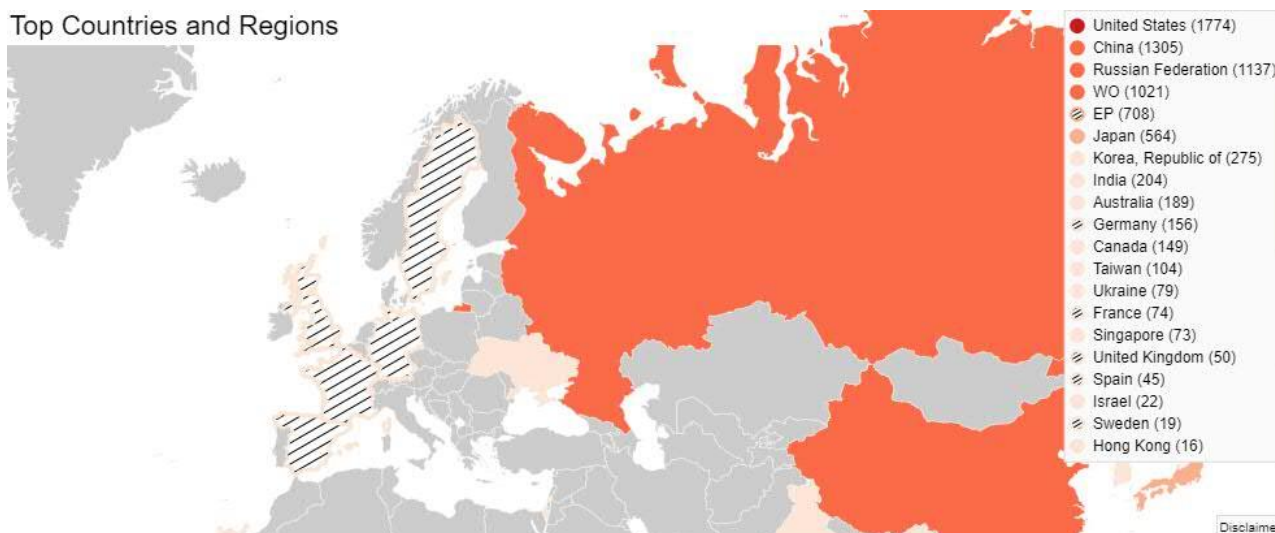 Top Countries and Regions
United States (1774)
China (1305)
Russian Federation (1137)
WO (1021)
EP (708)
Japan (564)
Korea, Republic of (275)
India (204)
Australia (189)
Germany (156)
Canada (149)
Taiwan (104)
Ukraine (79)
France (74)
Singapore (73)
United Kingdom (50)
Spain (45)
Israel (22)
Sweden (19)
Hong Kong (16)
Disclaime